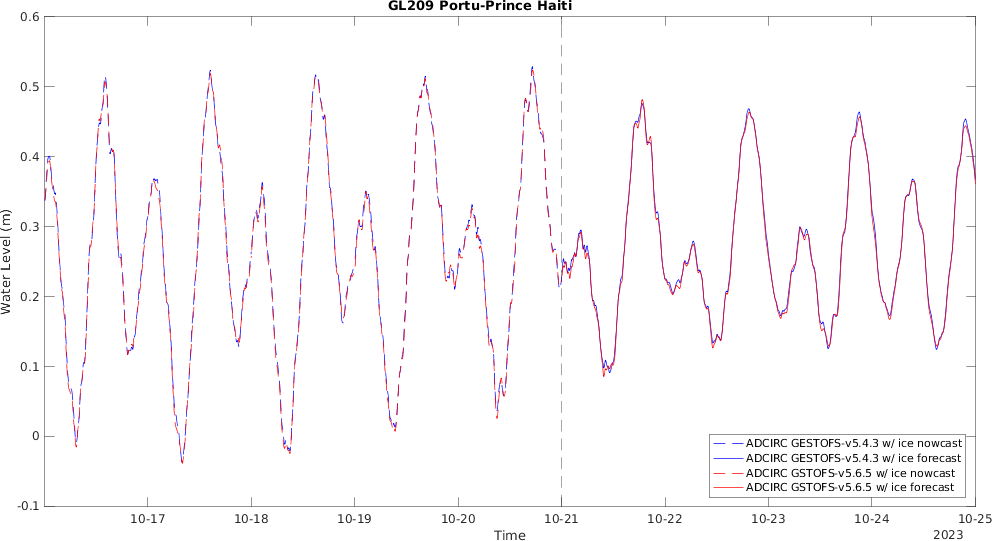 GL209 Portu-Prince Haiti
0.6
0.5
0.4
0.3
0.2
0.1
0
-0.1
Water Level (m)
ADCIRC GESTOFS-v5.4.3 w/ ice nowcast
ADCIRC GESTOFS-v5.4.3 w/ ice forecast
ADCIRC GSTOFS-v5.6.5 w/ ice nowcast
ADCIRC GSTOFS-v5.6.5 w/ ice forecast
10-17 10-18 10-19 10-20 10-21 10-22 10-23 10-24 10-25
Time
2023